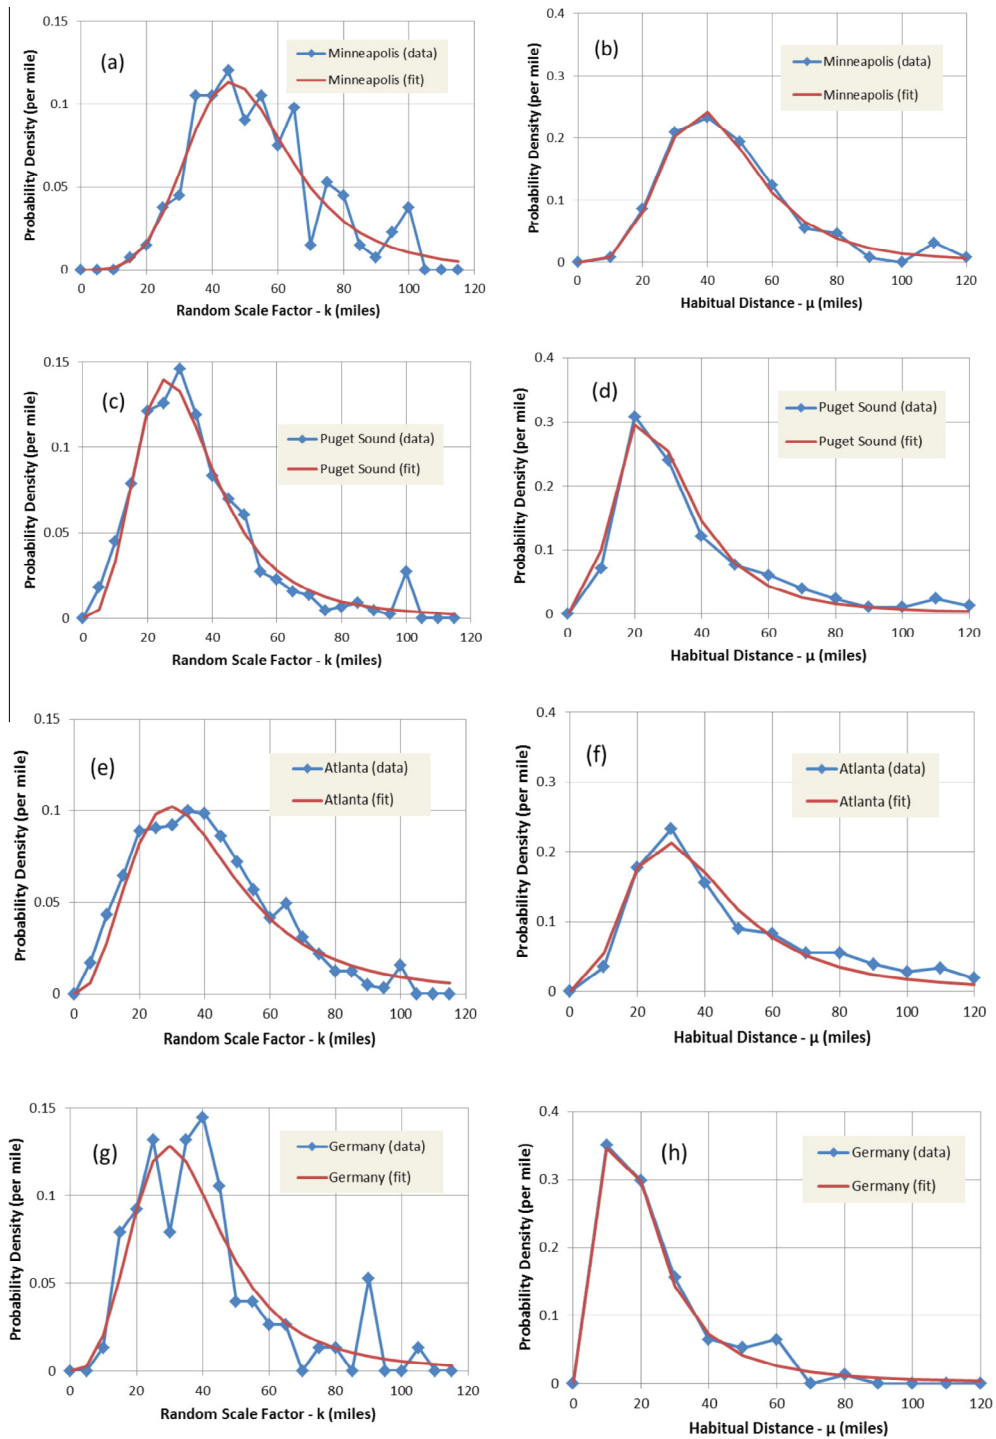 (a)
Probability Density (per mile)
0.15
0.1
0.05
0
Minneapolis (data)
Minneapolis (fit)
0 20 40 60 80 100 120
Random Scale Factor - k (miles)
(b)
Probability Density (per mile)
0.4
0.3
0.2
0.1
0
Minneapolis (data)
Minneapolis (fit)
0 20 40 60 80 100 120
Habitual Distance - μ (miles)
(c)
Probability Density (per mile)
0.15
0.1
0.05
0
Puget Sound (data)
Puget Sound (fit)
0 20 40 60 80 100 120
Random Scale Factor - k (miles)
(d)
Probability Density (per mile)
0.4
0.3
0.2
0.1
0
Puget Sound (data)
Puget Sound (fit)
0 20 40 60 80 100 120
Habitual Distance - μ (miles)
(e)
Probability Density (per mile)
0.15
0.1
0.05
0
Atlanta (data)
Atlanta (fit)
0 20 40 60 80 100 120
Random Scale Factor - k (miles)
(f)
Probability Density (per mile)
0.4
0.3
0.2
0.1
0
Atlanta (data)
Atlanta (fit)
0 20 40 60 80 100 120
Habitual Distance - μ (miles)
(g)
Probability Density (per mile)
0.15
0.1
0.05
0
Germany (data)
Germany (fit)
0 20 40 60 80 100 120
Random Scale Factor - k (miles)
(h)
Probability Density (per mile)
0.4
0.3
0.2
0.1
0
Germany (data)
Germany (fit)
0 20 40 60 80 100 120
Habitual Distance - μ (miles)